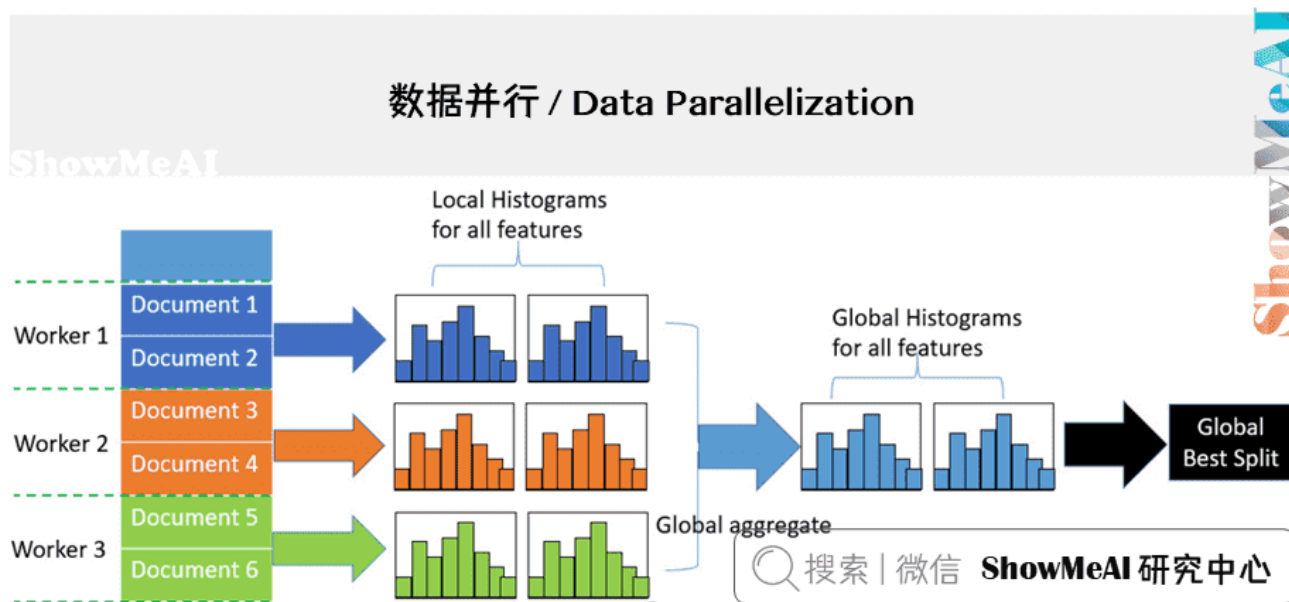 数据并行 / Data Parallelization
ShowMeAI
ShowMeAI
Local Histograms
for all features
Worker 1
Document 1
Document 2
Worker 2
Document 3
Document 4
Worker 3
Document 5
Document 6
Global Histograms
for all features
Global
Best Split
Global aggregate
搜索 | 微信 ShowMeAI 研究中心